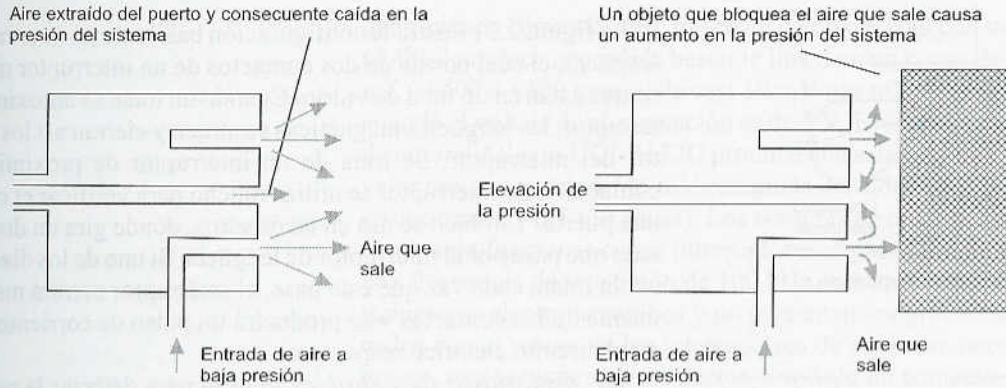 Aire extraído del puerto y consecuente caída en la
presión del sistema
Aire que
sale
Entrada de aire a
baja presión
Un objeto que bloquea el aire que sale causa
un aumento en la presión del sistema
Elevación de
la presión
Entrada de aire a
baja presión
Aire que
sale